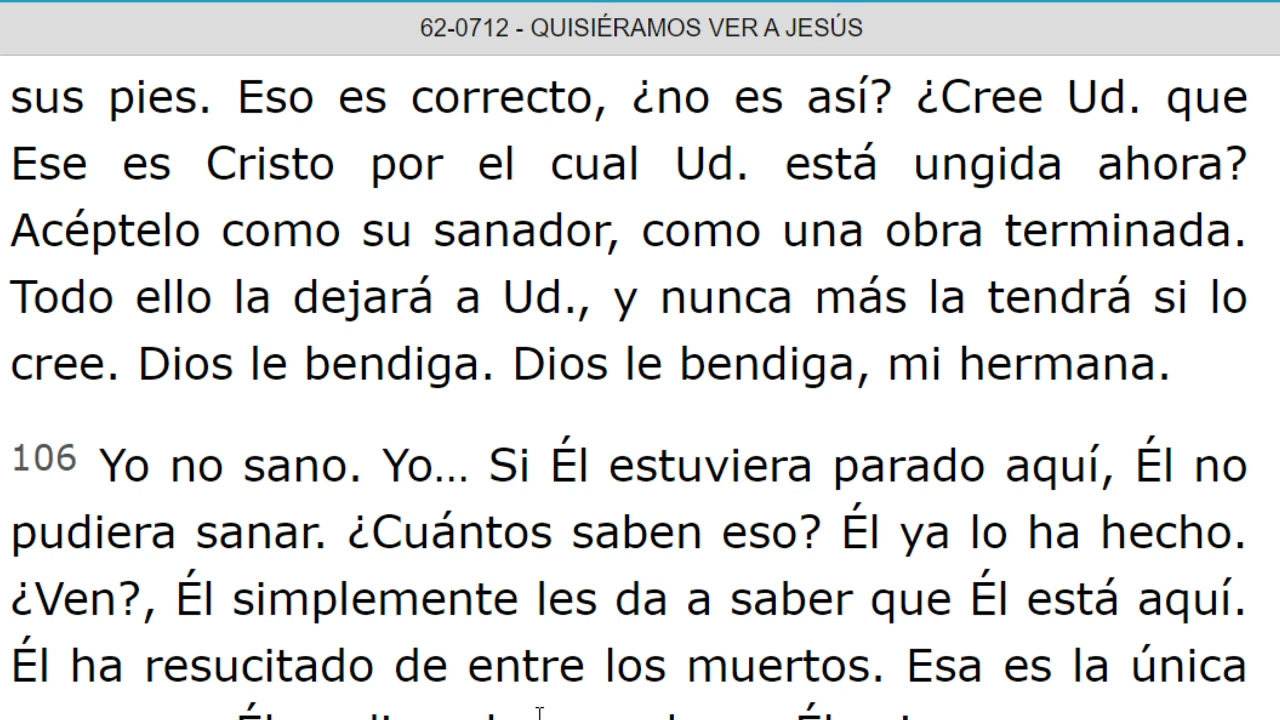 62-0712 - QUISIÉRAMOS VER A JESÚS
sus pies. Eso es correcto, ¿no es así? ¿Cree Ud. que
Ese es Cristo por el cual Ud. está ungida ahora?
Acéptelo como su sanador, como una obra terminada.
Todo ello la dejará a Ud., y nunca más la tendrá si lo
cree. Dios le bendiga. Dios le bendiga, mi hermana.
106 Yo no sano. Yo… Si Él estuviera parado aquí, Él no
pudiera sanar. ¿Cuántos saben eso? Él ya lo ha hecho.
¿Ven?, Él simplemente les da a saber que Él está aquí.
Él ha resucitado de entre los muertos. Esa es la única